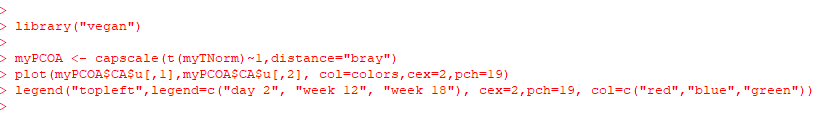 >
> library("vegan")
>
> myPCOA <- capscale(t(myTNorm)~1,distance="bray")
> plot(myPCOA$CA$u[,1],myPCOA$CA$u[,2], col=colors,cex=2,pch=19)
> legend("topleft",legend=c("day 2", "week 12", "week 18"), cex=2,pch=19, col=c("red","blue","green"))
>